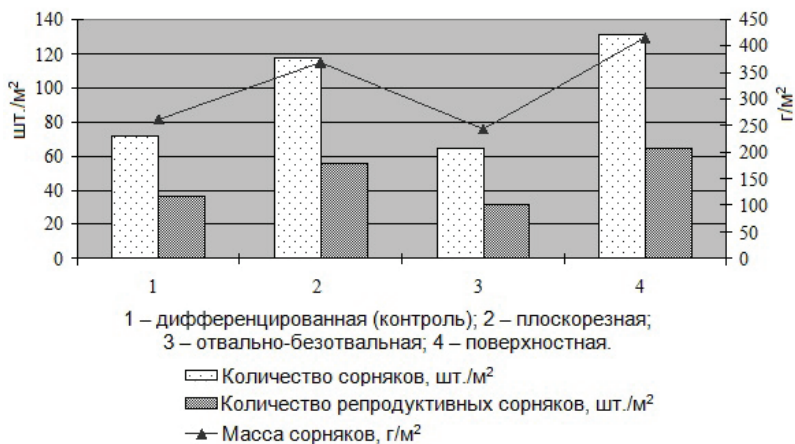 140
120
100
80
60
40
20
0
шт./м²
450
400
350
300
250
200
150
100
50
0
г/м²
1 2 3 4
1 – дифференцированная (контроль); 2 – плоскорезная;
3 – отвально-безотвальная; 4 – поверхностная.
Количество сорняков, шт./м²
Количество репродуктивных сорняков, шт./м²
Масса сорняков, г/м²